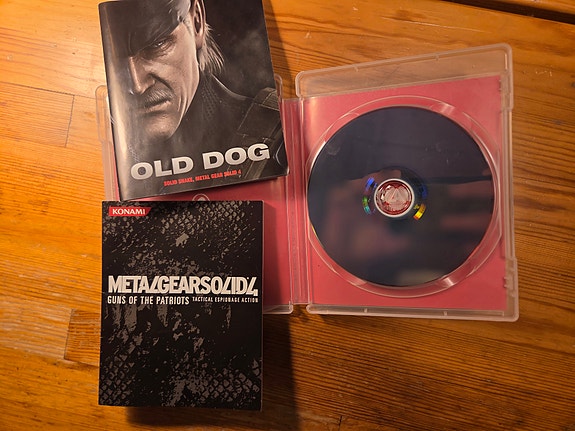 OLD DOG
SOLID SNAKE, METAL GEAR SOLID 4
KONAMI
METAL GEAR SOLID 4
GUNS OF THE PATRIOTS TACTICAL ESPIONAGE ACTION